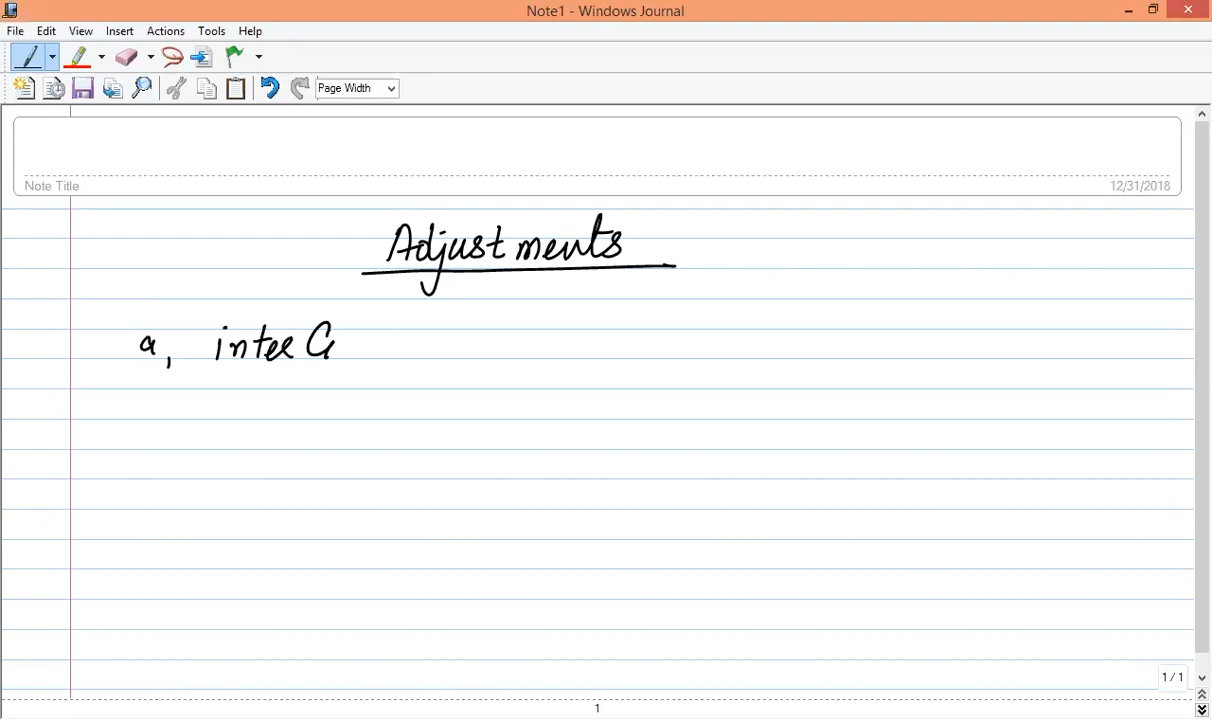 Note1 - Windows Journal
File Edit View Insert Actions Tools Help
Page Width
Note Title 12/31/2018
Adjustments
a, inter G
1 / 1
1